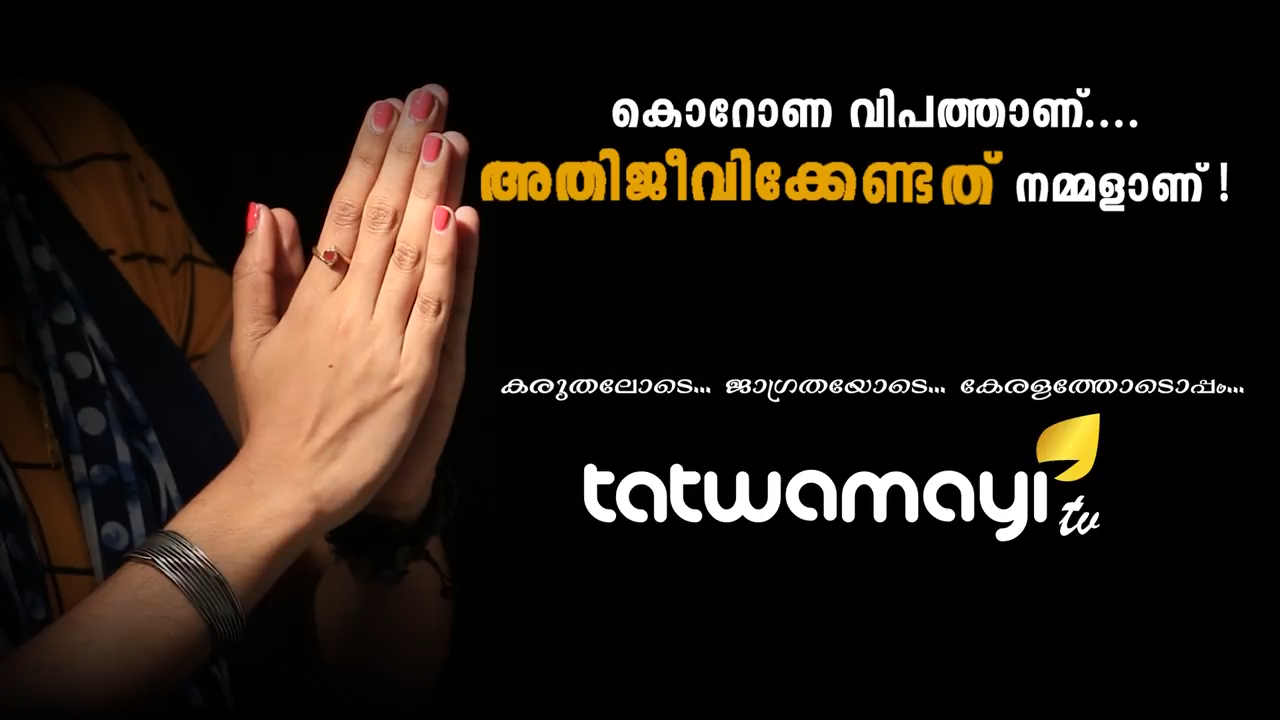 കൊറോണ വിപത്താണ്....
അതിജീവിക്കേണ്ടത് നമ്മളാണ് !
കരുതലോടെ... ജാഗ്രതയോടെ... കേരളത്തോടൊപ്പം...
tatwamayi
tv